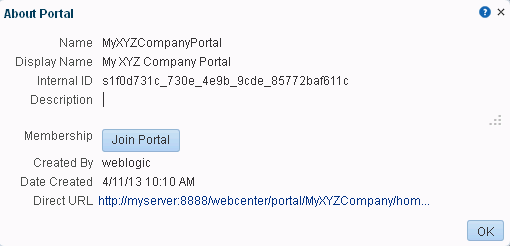 About Portal
Name MyXYZCompanyPortal
Display Name My XYZ Company Portal
Internal ID s1f0d731c_730e_4e9b_9cde_85772baf611c
Description
Membership Join Portal
Created By weblogic
Date Created 4/11/13 10:10 AM
Direct URL http://myserver:8888/webcenter/portal/MyXYZCompany/hom...
OK